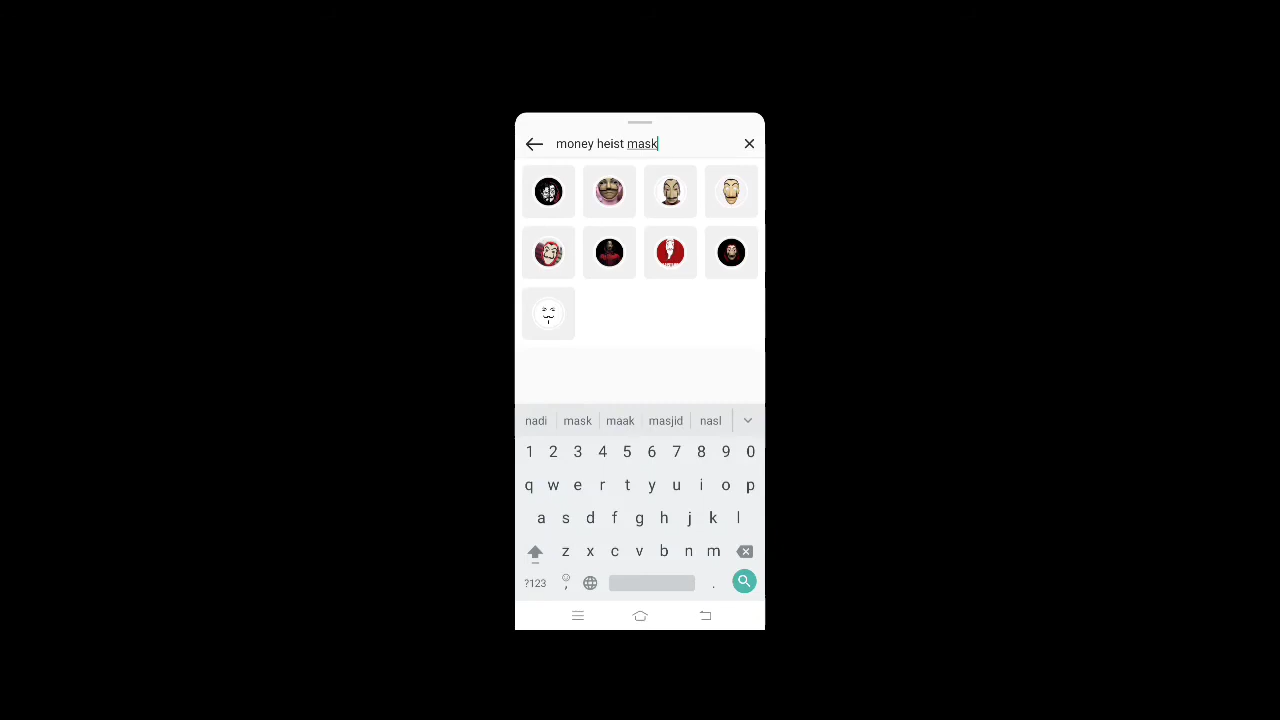 money heist mask
nadi mask maak masjid nasl
1 2 3 4 5 6 7 8 9 0
q w e r t y u i o p
a s d f g h j k l
z x c v b n m
?123 , .